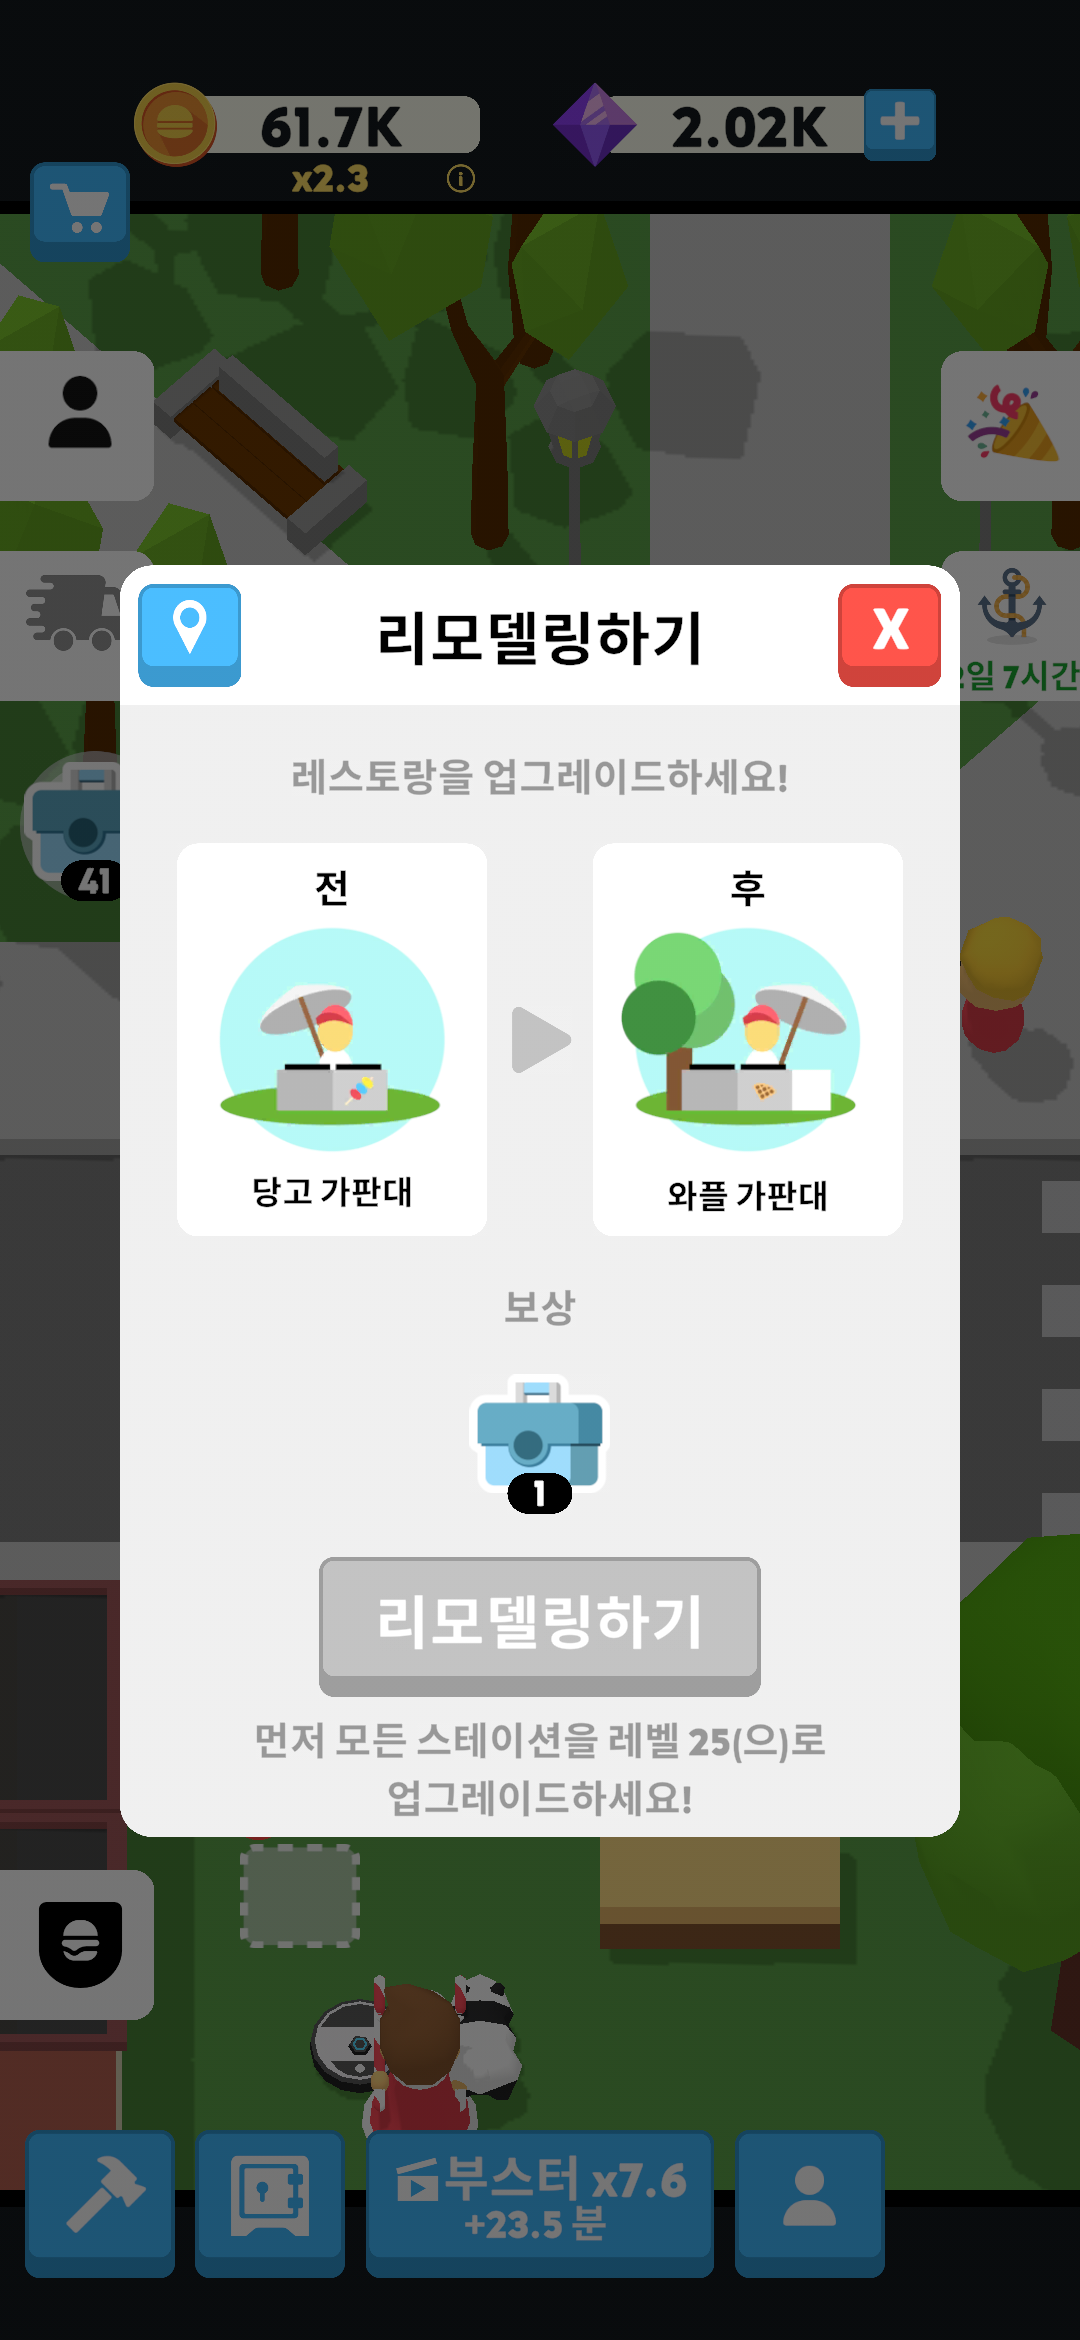 61.7K
2.02K
x2.3
리모델링하기
X
2일 7시간
레스토랑을 업그레이드하세요!
전
후
41
당고 가판대
와플 가판대
보상
1
리모델링하기
먼저 모든 스테이션을 레벨 25(으)로
업그레이드하세요!
부스터 x7.6
+23.5 분